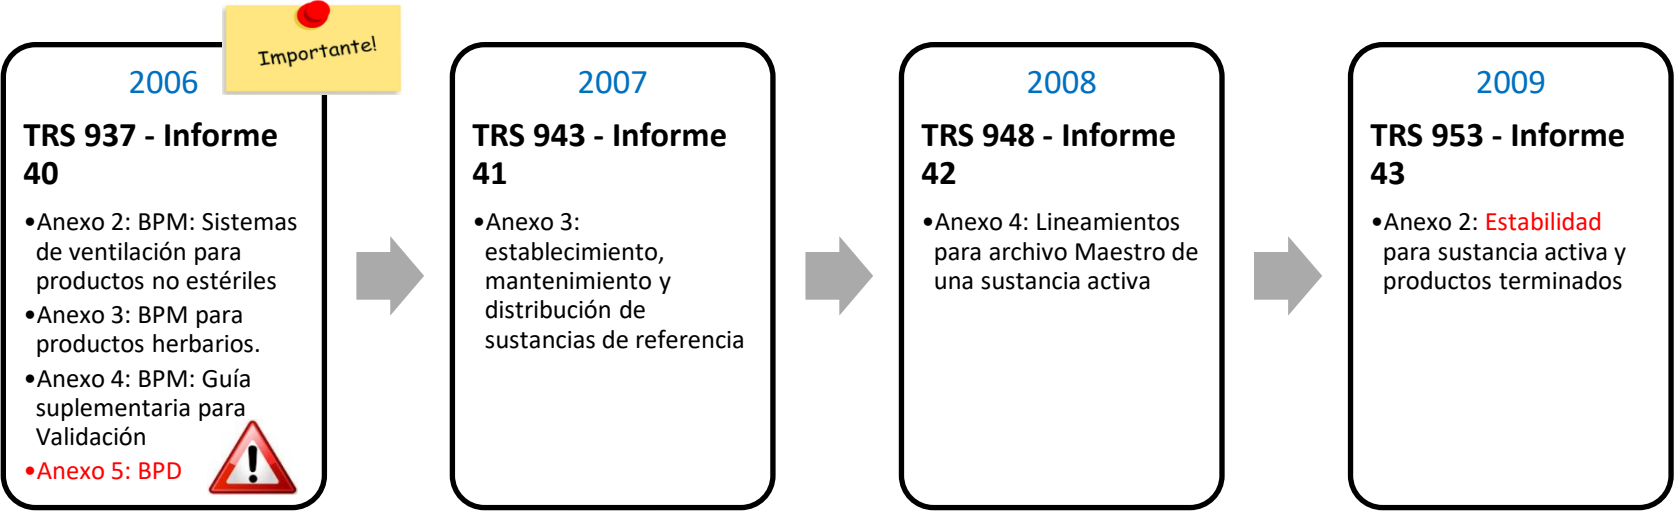 Importante!
2006
TRS 937 - Informe
40
•Anexo 2: BPM: Sistemas
de ventilación para
productos no estériles
•Anexo 3: BPM para
productos herbarios.
•Anexo 4: BPM: Guía
suplementaria para
Validación
•Anexo 5: BPD
2007
TRS 943 - Informe
41
•Anexo 3:
establecimiento,
mantenimiento y
distribución de
sustancias de referencia
2008
TRS 948 - Informe
42
•Anexo 4: Lineamientos
para archivo Maestro de
una sustancia activa
2009
TRS 953 - Informe
43
•Anexo 2: Estabilidad
para sustancia activa y
productos terminados